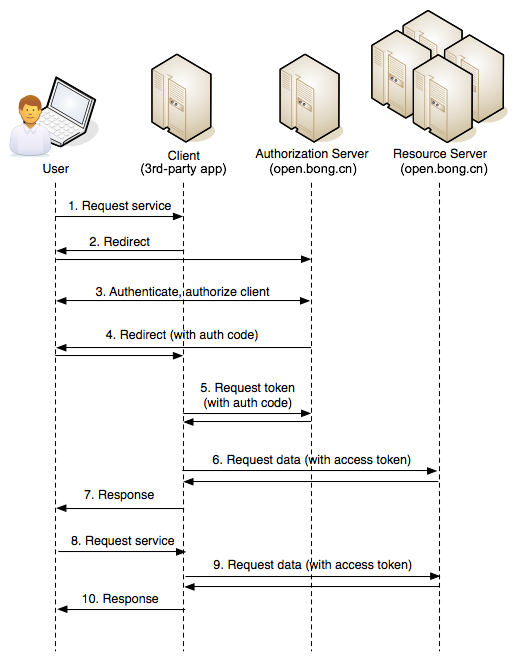 User
Client
(3rd-party app)
Authorization Server
(open.bong.cn)
Resource Server
(open.bong.cn)
1. Request service
2. Redirect
3. Authenticate, authorize client
4. Redirect (with auth code)
5. Request token
(with auth code)
6. Request data (with access token)
7. Response
8. Request service
9. Request data (with access token)
10. Response